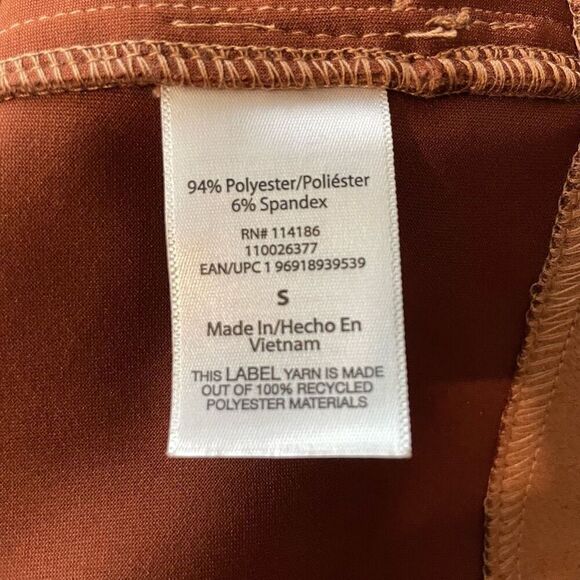 94% Polyester/Poliéster
6% Spandex
RN# 114186
110026377
EAN/UPC 1 96918939539
S
Made In/Hecho En
Vietnam
THIS LABEL YARN IS MADE
OUT OF 100% RECYCLED
POLYESTER MATERIALS